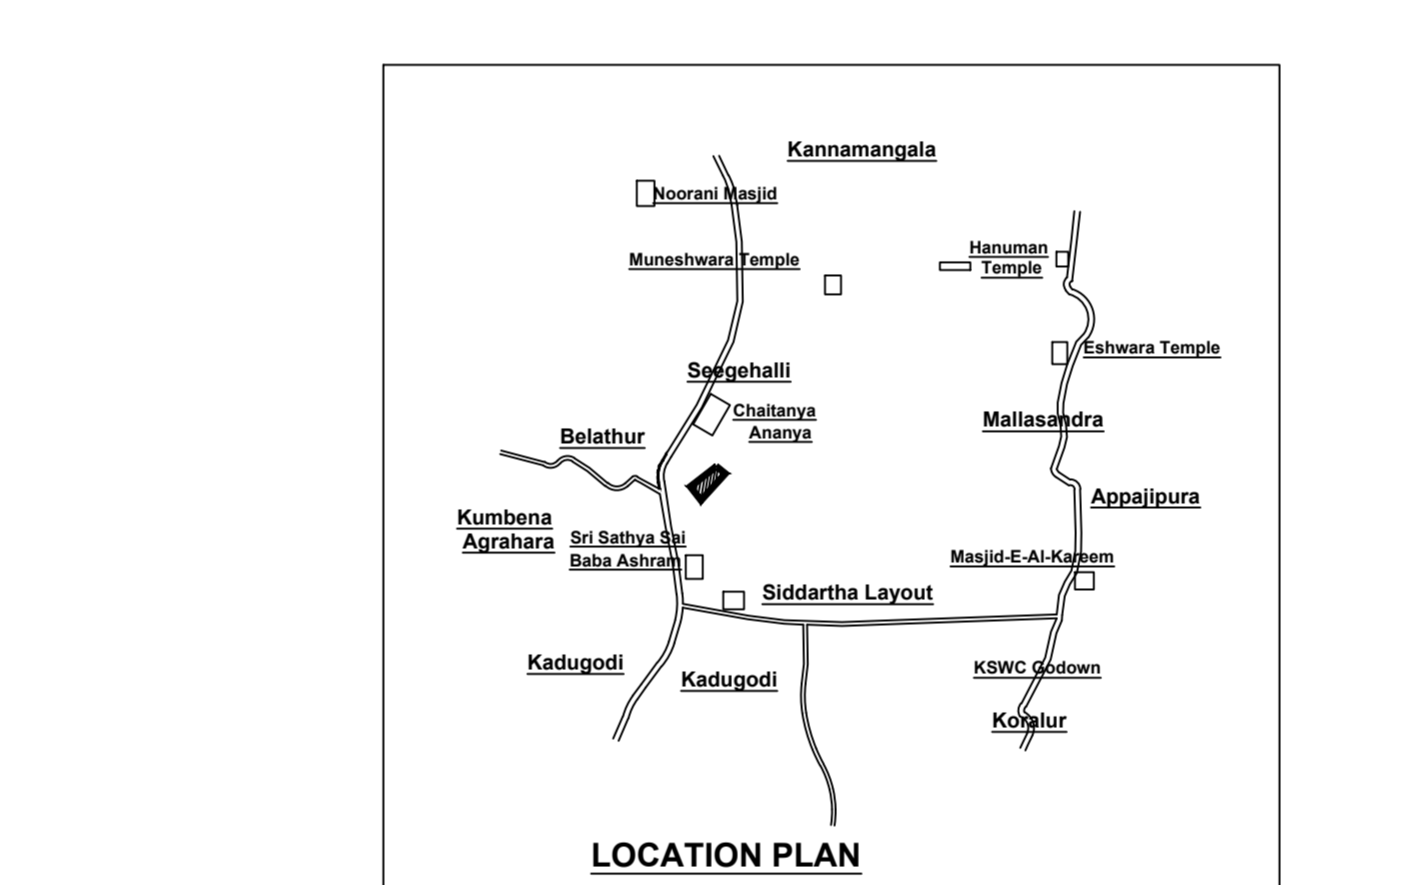 Kannamangala
Noorani Masjid
Hanuman
Temple
Muneshwara Temple
Eshwara Temple
Seegehalli
Chaitanya
Ananya
Mallasandra
Belathur
Appajipura
Kumbena
Agrahara
Sri Sathya Sai
Baba Ashram
Masjid-E-Al-Kareem
Siddartha Layout
Kadugodi
Kadugodi
KSWC Godown
Koralur
LOCATION PLAN